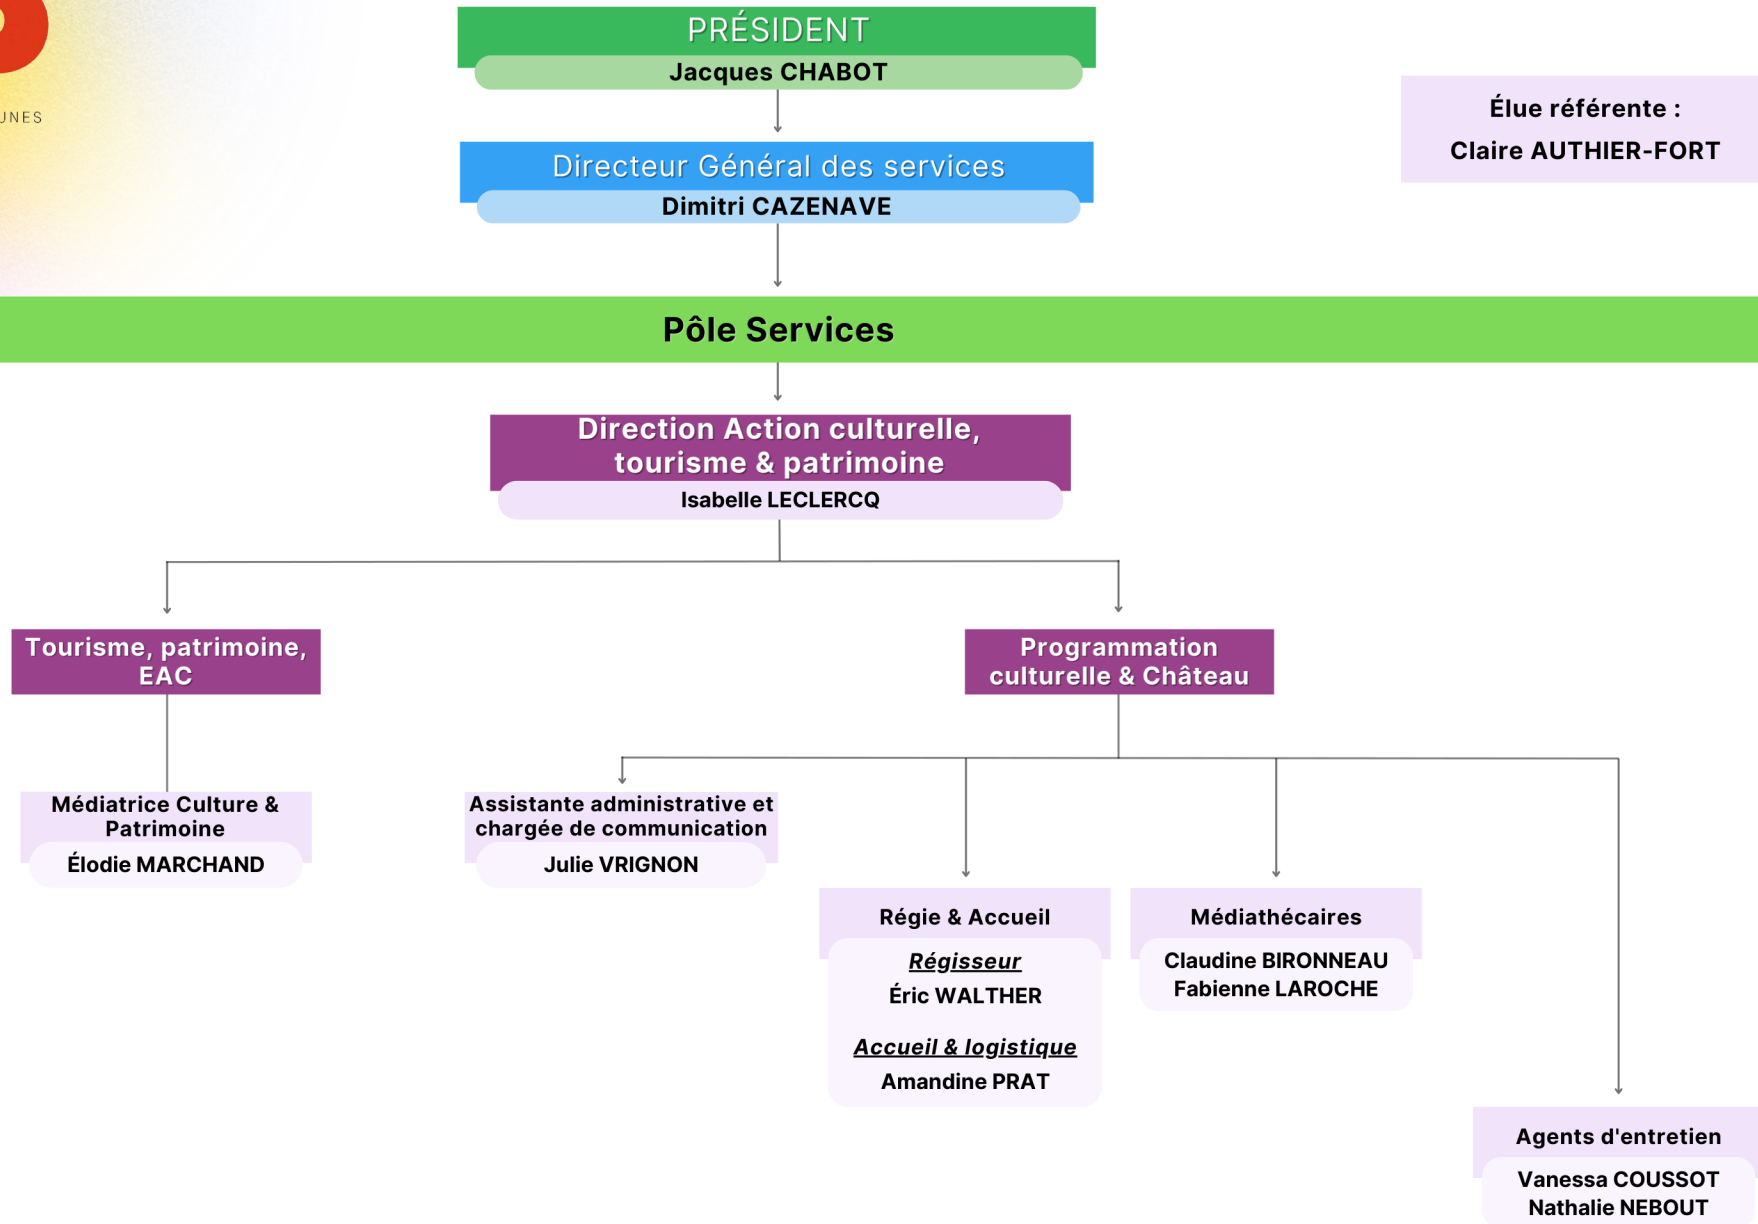 PRÉSIDENT
Jacques CHABOT
UNES
Élue référente :
Claire AUTHIER-FORT
Directeur Général des services
Dimitri CAZENAVE
Pôle Services
Direction Action culturelle,
tourisme & patrimoine
Isabelle LECLERCQ
Tourisme, patrimoine,
EAC
Programmation
culturelle & Château
Médiatrice Culture &
Patrimoine
Élodie MARCHAND
Assistante administrative et
chargée de communication
Julie VRIGNON
Régie & Accueil
Régisseur
Éric WALTHER
Accueil & logistique
Amandine PRAT
Médiathécaires
Claudine BIRONNEAU
Fabienne LAROCHE
Agents d'entretien
Vanessa COUSSOT
Nathalie NEBOUT